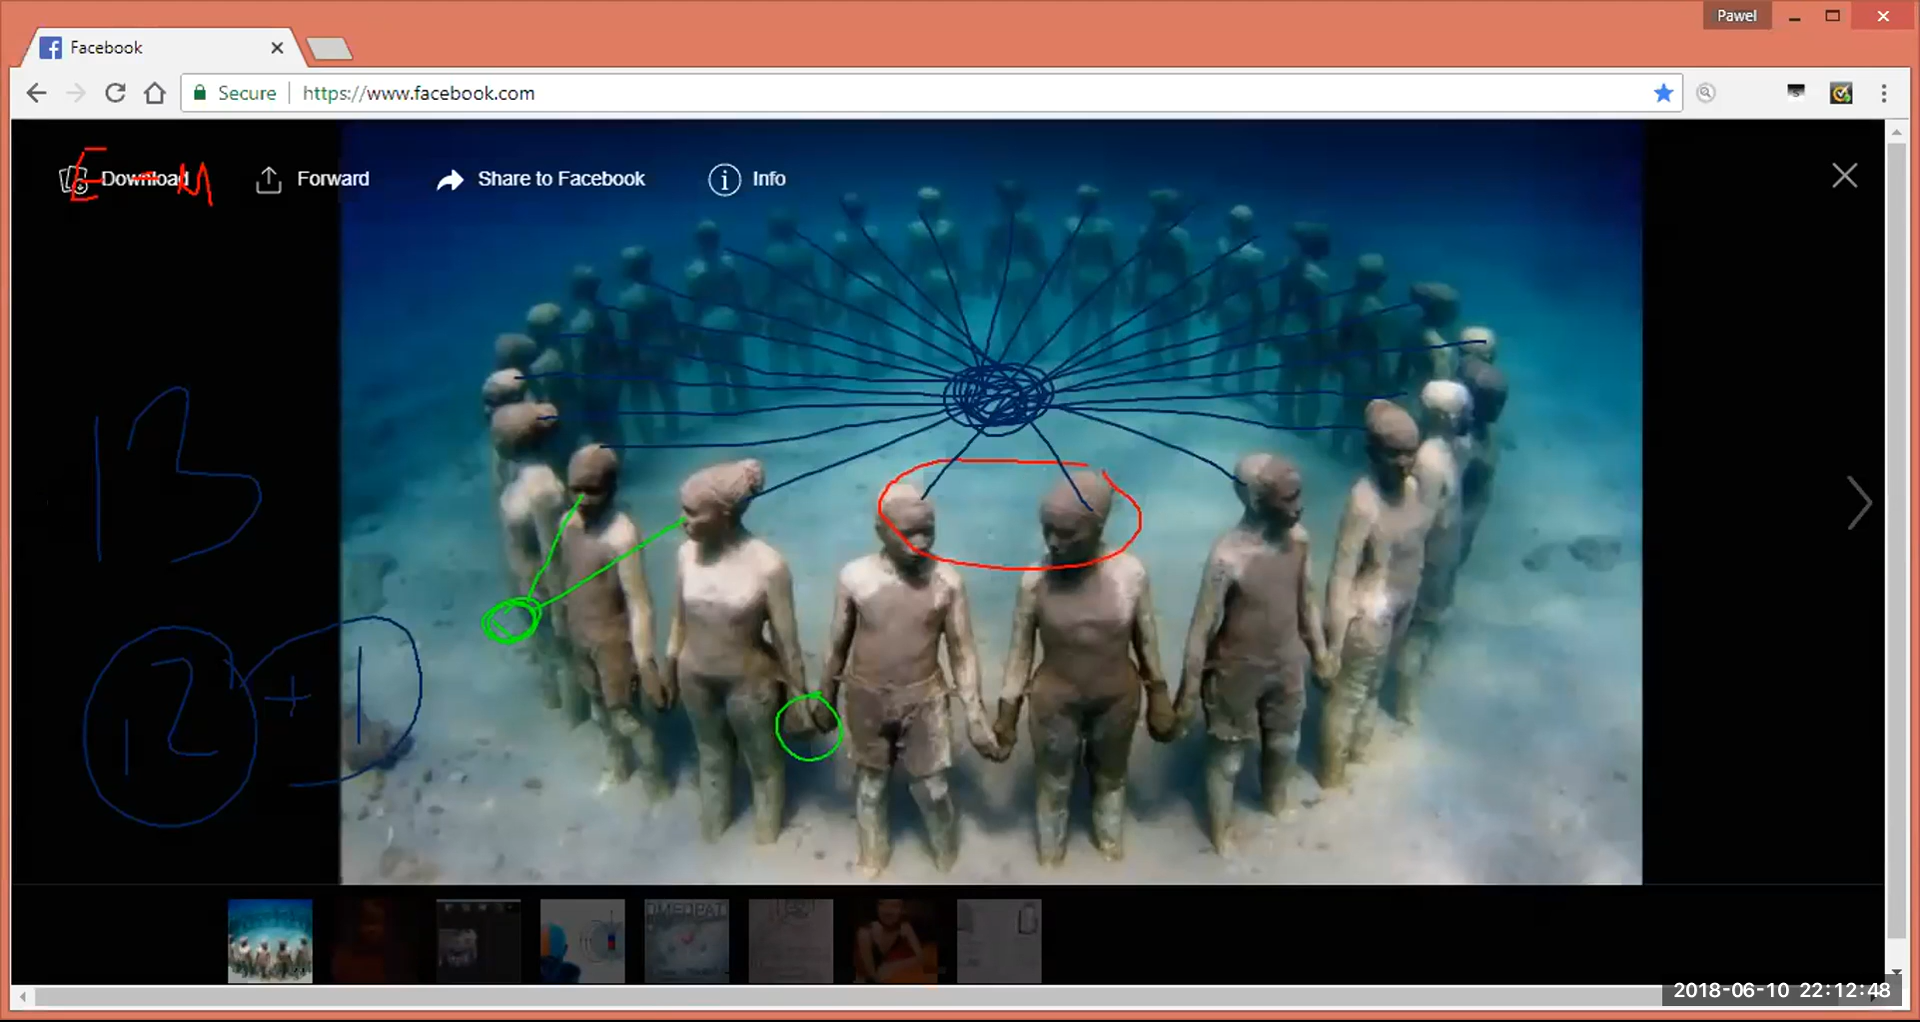 Pawel
Facebook
Secure
https://www.facebook.com
E - M
Download
Forward
Share to Facebook
Info
13
12 + 1
2018-06-10 22:12:48